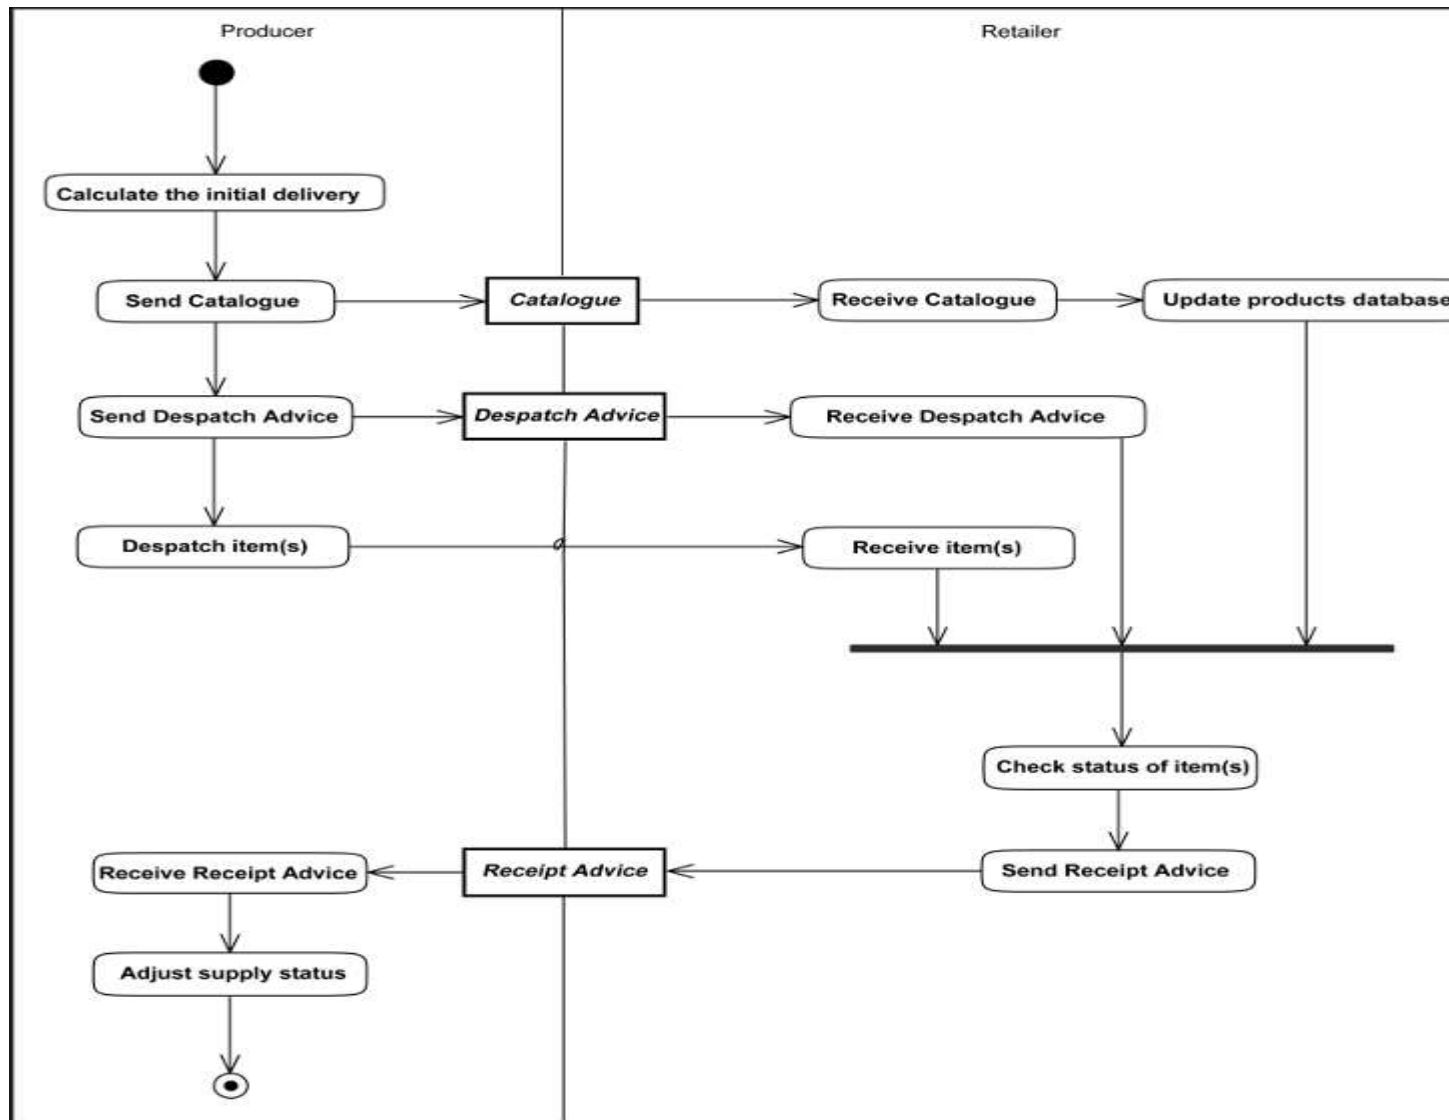 Producer
Retailer
Calculate the initial delivery
Send Catalogue
Catalogue
Receive Catalogue
Update products database
Send Despatch Advice
Despatch Advice
Receive Despatch Advice
Despatch item(s)
Receive item(s)
Check status of item(s)
Receive Receipt Advice
Receipt Advice
Send Receipt Advice
Adjust supply status